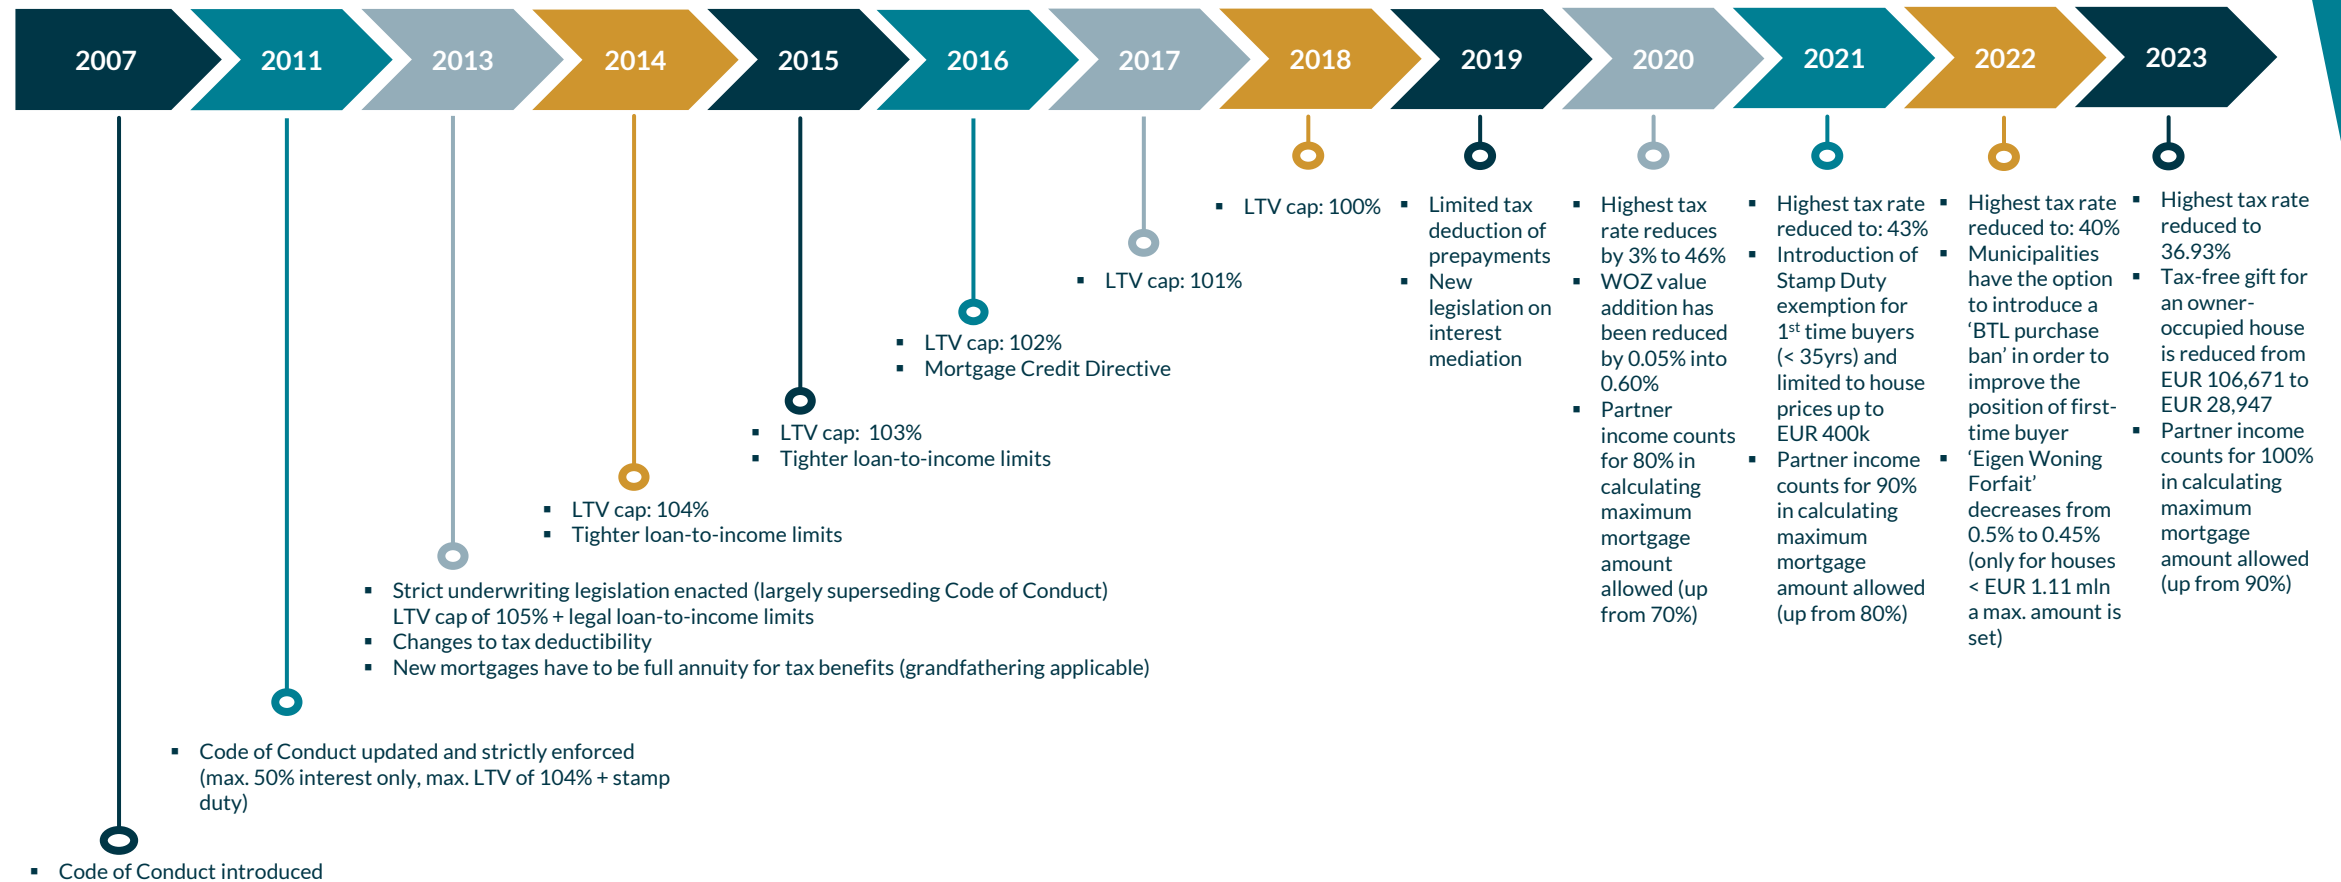 2007
2011
2013
2014
2015
2016
2017
2018
2019
2020
2021
2022
2023
▪ Code of Conduct introduced
▪ Code of Conduct updated and strictly enforced
(max. 50% interest only, max. LTV of 104% + stamp
duty)
▪ Strict underwriting legislation enacted (largely superseding Code of Conduct)
LTV cap of 105% + legal loan-to-income limits
▪ Changes to tax deductibility
▪ New mortgages have to be full annuity for tax benefits (grandfathering applicable)
▪ LTV cap: 104%
▪ Tighter loan-to-income limits
▪ LTV cap: 103%
▪ Tighter loan-to-income limits
▪ LTV cap: 102%
▪ Mortgage Credit Directive
▪ LTV cap: 101%
▪ LTV cap: 100%
▪ Limited tax
deduction of
prepayments
▪ New
legislation on
interest
mediation
▪ Highest tax
rate reduces
by 3% to 46%
▪ WOZ value
addition has
been reduced
by 0.05% into
0.60%
▪ Partner
income counts
for 80% in
calculating
maximum
mortgage
amount
allowed (up
from 70%)
▪ Highest tax rate
reduced to: 43%
▪ Introduction of
Stamp Duty
exemption for
1st time buyers
(< 35yrs) and
limited to house
prices up to
EUR 400k
▪ Partner income
counts for 90%
in calculating
maximum
mortgage
amount allowed
(up from 80%)
▪ Highest tax rate
reduced to: 40%
▪ Municipalities
have the option
to introduce a
‘BTL purchase
ban’ in order to
improve the
position of first-
time buyer
▪ ‘Eigen Woning
Forfait’
decreases from
0.5% to 0.45%
(only for houses
< EUR 1.11 mln
a max. amount is
set)
▪ Highest tax rate
reduced to
36.93%
▪ Tax-free gift for
an owner-
occupied house
is reduced from
EUR 106,671 to
EUR 28,947
▪ Partner income
counts for 100%
in calculating
maximum
mortgage
amount allowed
(up from 90%)